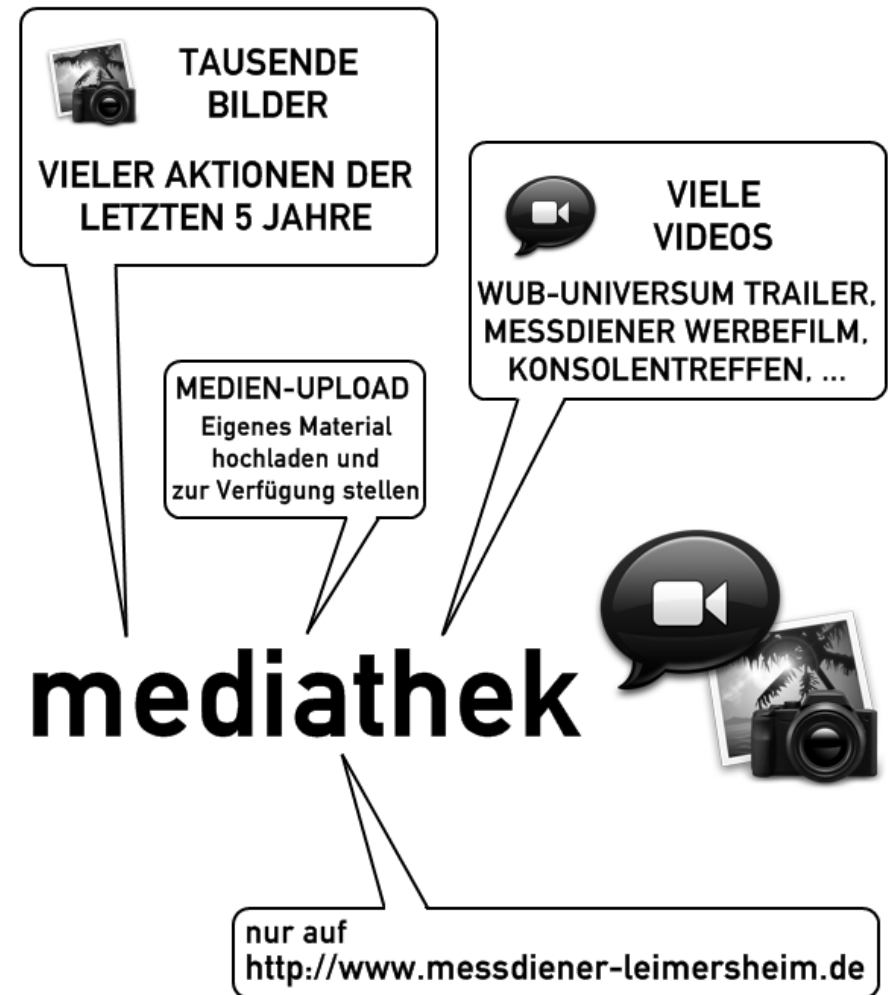 TAUSENDE
BILDER
VIELER AKTIONEN DER
LETZTEN 5 JAHRE
VIELE
VIDEOS
WUB-UNIVERSUM TRAILER,
MESSDIENER WERBEFILM,
KONSOLENTREFFEN, ...
MEDIEN-UPLOAD
Eigenes Material
hochladen und
zur Verfügung stellen
mediathek
nur auf
http://www.messdiener-leimersheim.de